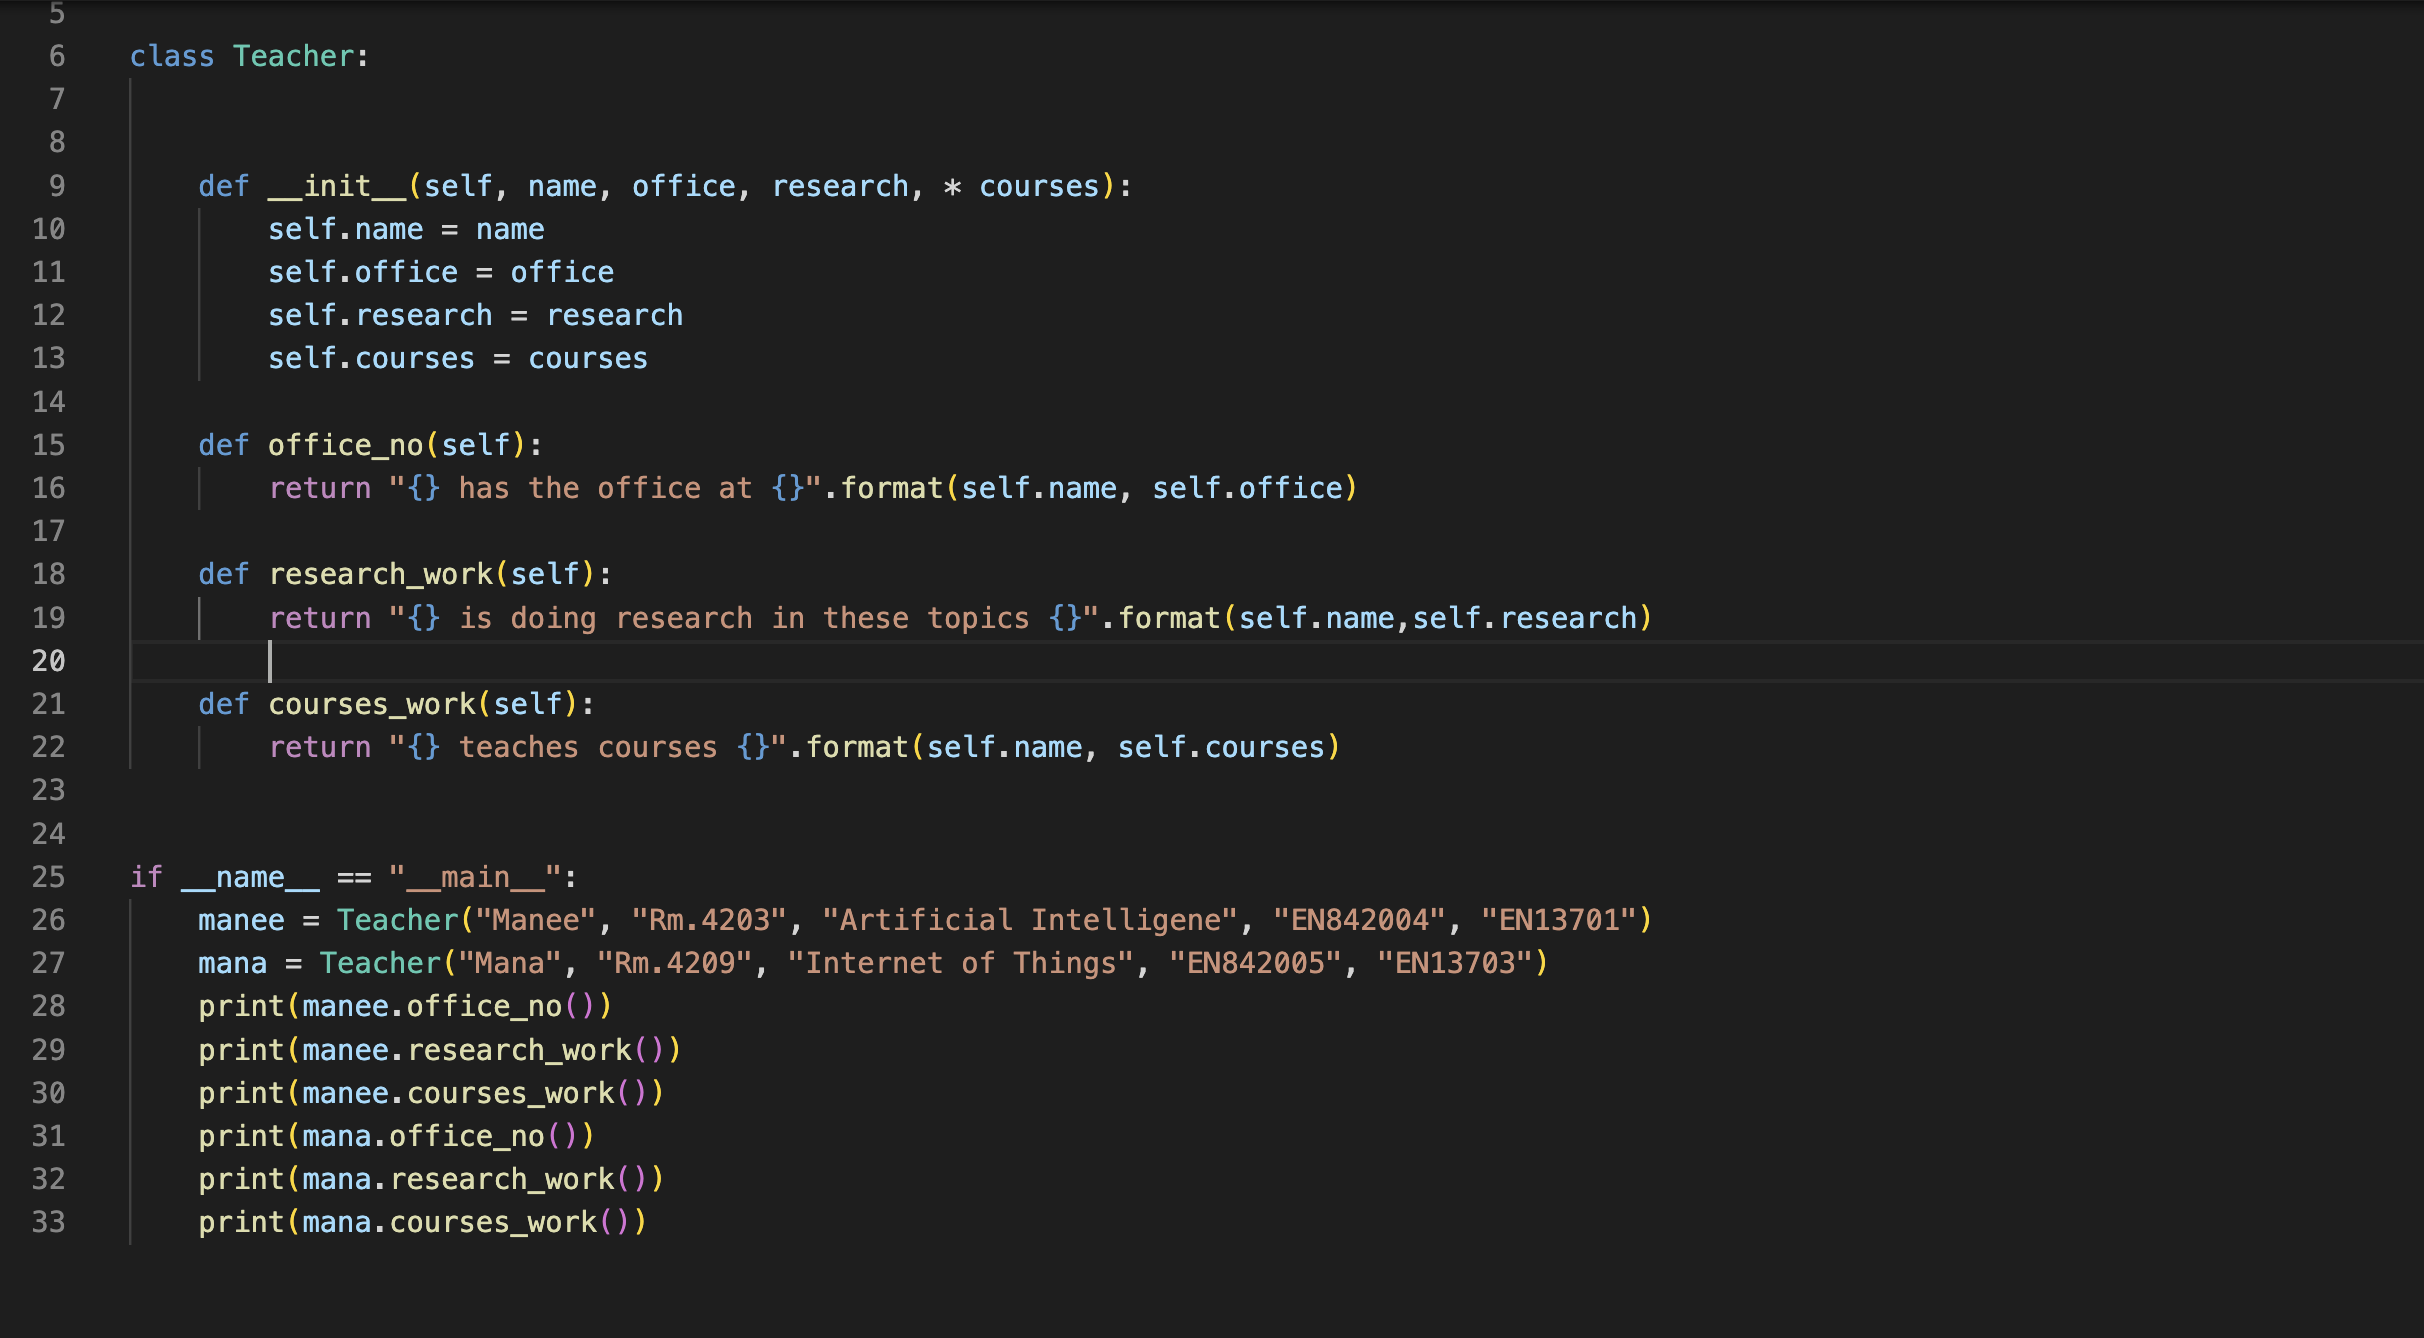 5
6 class Teacher:
7
8
9 def __init__(self, name, office, research, * courses):
10 self.name = name
11 self.office = office
12 self.research = research
13 self.courses = courses
14
15 def office_no(self):
16 return "{} has the office at {}".format(self.name, self.office)
17
18 def research_work(self):
19 return "{} is doing research in these topics {}".format(self.name,self.research)
20
21 def courses_work(self):
22 return "{} teaches courses {}".format(self.name, self.courses)
23
24
25 if __name__ == "__main__":
26 manee = Teacher("Manee", "Rm.4203", "Artificial Intelligene", "EN842004", "EN13701")
27 mana = Teacher("Mana", "Rm.4209", "Internet of Things", "EN842005", "EN13703")
28 print(manee.office_no())
29 print(manee.research_work())
30 print(manee.courses_work())
31 print(mana.office_no())
32 print(mana.research_work())
33 print(mana.courses_work())